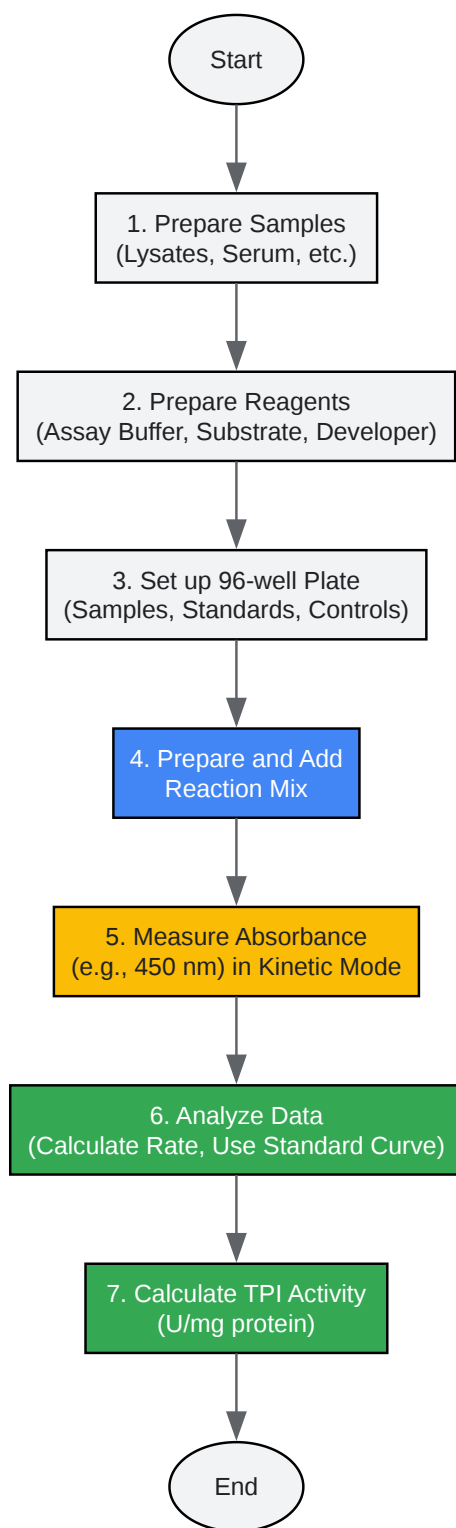 Start
1. Prepare Samples
(Lysates, Serum, etc.)
2. Prepare Reagents
(Assay Buffer, Substrate, Developer)
3. Set up 96-well Plate
(Samples, Standards, Controls)
4. Prepare and Add
Reaction Mix
5. Measure Absorbance
(e.g., 450 nm) in Kinetic Mode
6. Analyze Data
(Calculate Rate, Use Standard Curve)
7. Calculate TPI Activity
(U/mg protein)
End